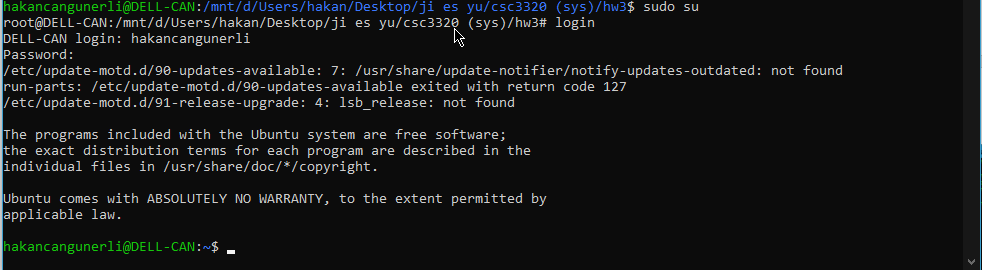 hakancangunerli@DELL-CAN:/mnt/d/Users/hakan/Desktop/ji es yu/csc3320 (sys)/hw3$ sudo su
root@DELL-CAN:/mnt/d/Users/hakan/Desktop/ji es yu/csc3320 (sys)/hw3# login
DELL-CAN login: hakancangunerli
Password:
/etc/update-motd.d/90-updates-available: 7: /usr/share/update-notifier/notify-updates-outdated: not found
run-parts: /etc/update-motd.d/90-updates-available exited with return code 127
/etc/update-motd.d/91-release-upgrade: 4: lsb_release: not found
The programs included with the Ubuntu system are free software;
the exact distribution terms for each program are described in the
individual files in /usr/share/doc/*/copyright.
Ubuntu comes with ABSOLUTELY NO WARRANTY, to the extent permitted by
applicable law.
hakancangunerli@DELL-CAN:~$